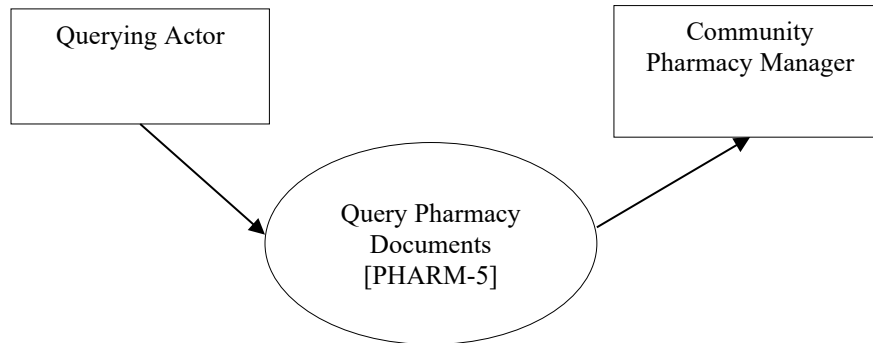 Querying Actor
Community
Pharmacy Manager
Query Pharmacy
Documents
[PHARM-5]